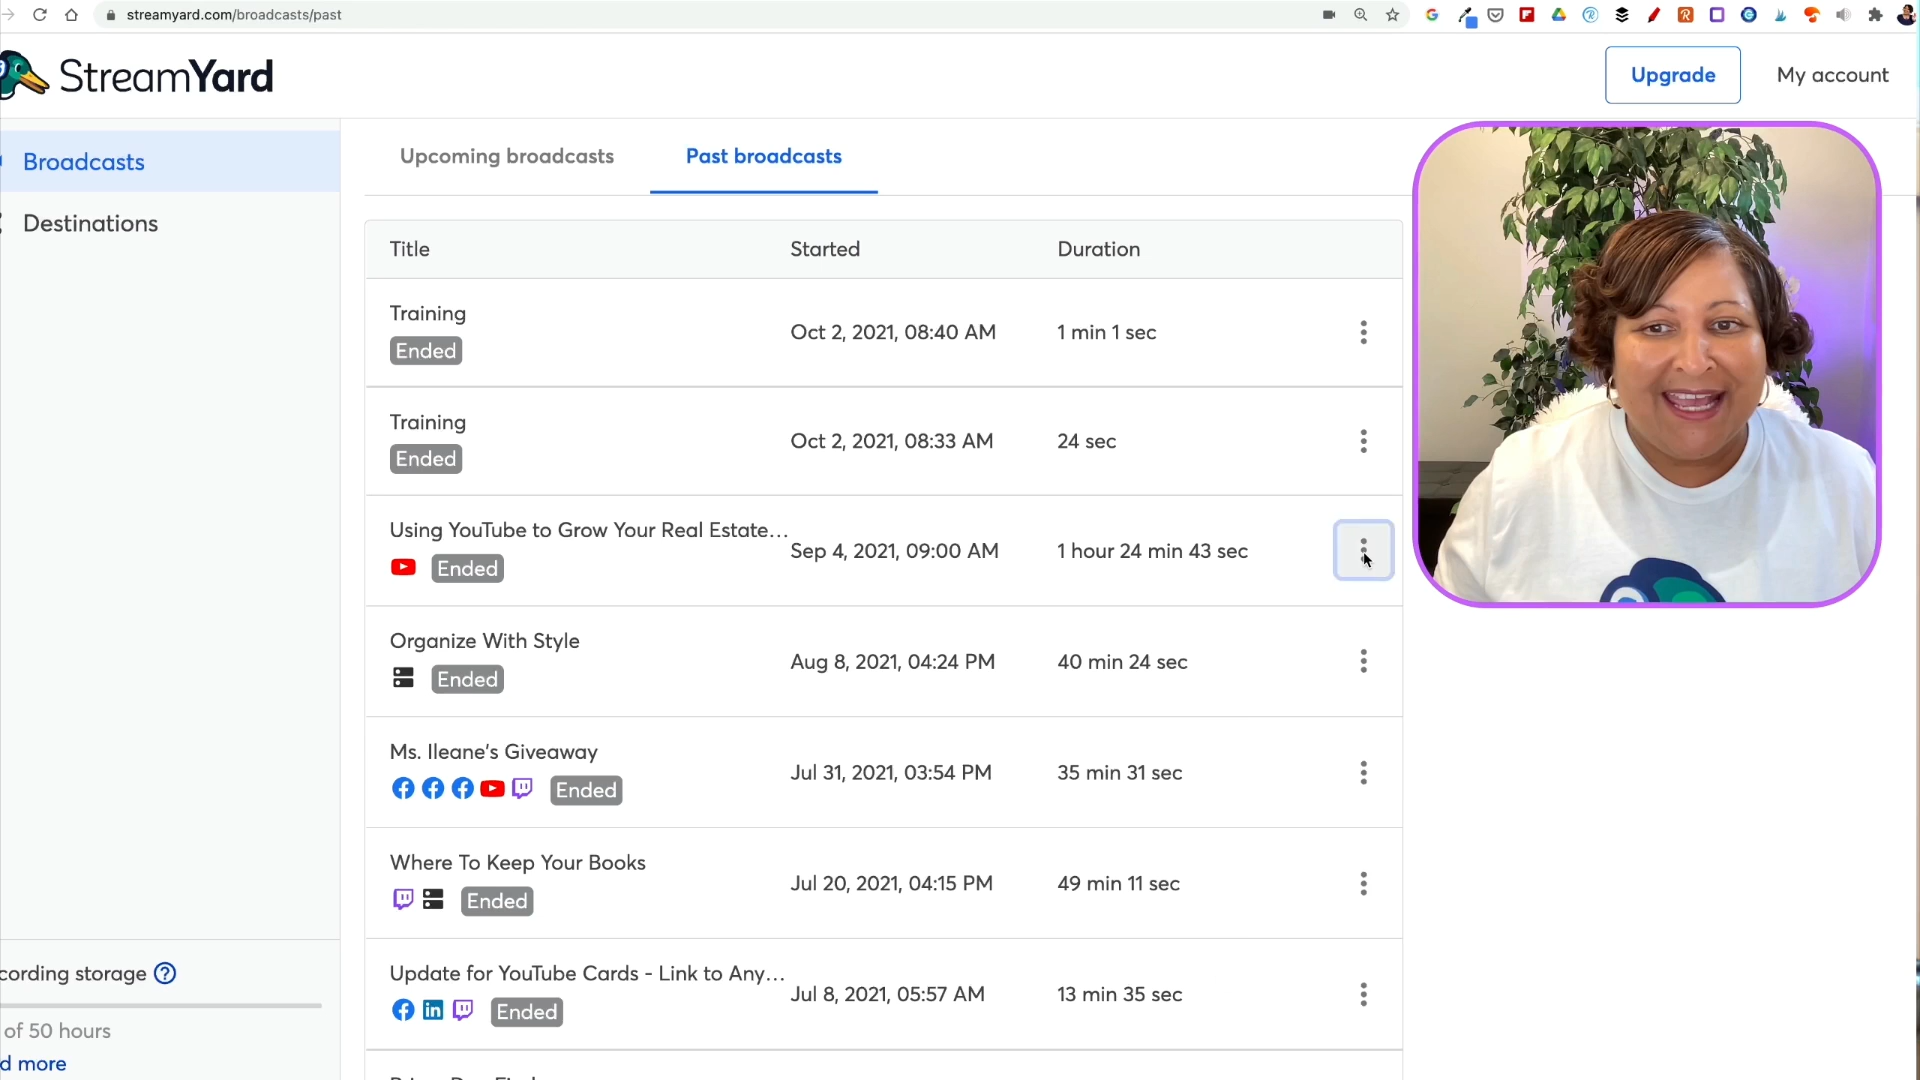 streamyard.com/broadcasts/past
StreamYard
Upgrade
My account
Broadcasts
Destinations
Upcoming broadcasts
Past broadcasts
Title Started Duration
Training
Ended
Oct 2, 2021, 08:40 AM
1 min 1 sec
Training
Ended
Oct 2, 2021, 08:33 AM
24 sec
Using YouTube to Grow Your Real Estate...
Ended
Sep 4, 2021, 09:00 AM
1 hour 24 min 43 sec
Organize With Style
Ended
Aug 8, 2021, 04:24 PM
40 min 24 sec
Ms. Ileane's Giveaway
Ended
Jul 31, 2021, 03:54 PM
35 min 31 sec
Where To Keep Your Books
Ended
Jul 20, 2021, 04:15 PM
49 min 11 sec
Update for YouTube Cards - Link to Any...
Ended
Jul 8, 2021, 05:57 AM
13 min 35 sec
cording storage
of 50 hours
d more